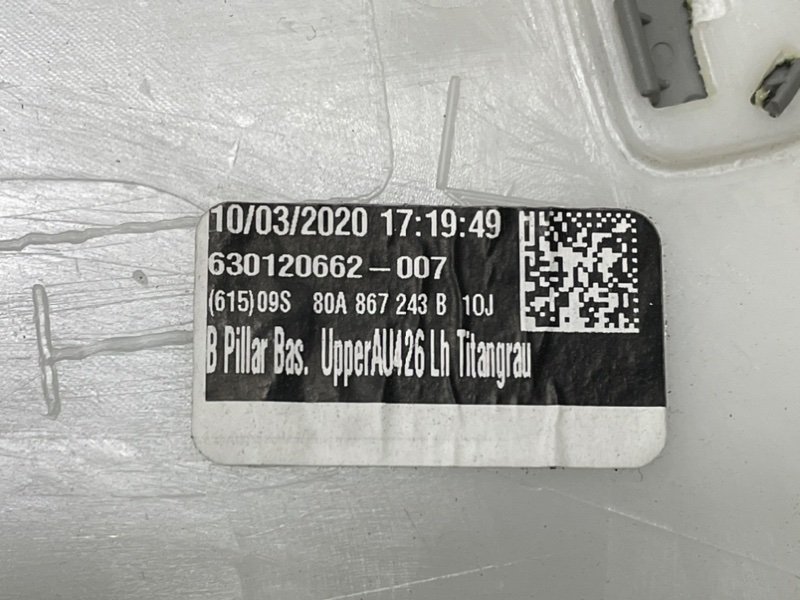 10/03/2020 17:19:49
630120662-007
(615)09S 80A 867 243 B 10J
B Pillar Bas. UpperAU426 Lh Titangrau